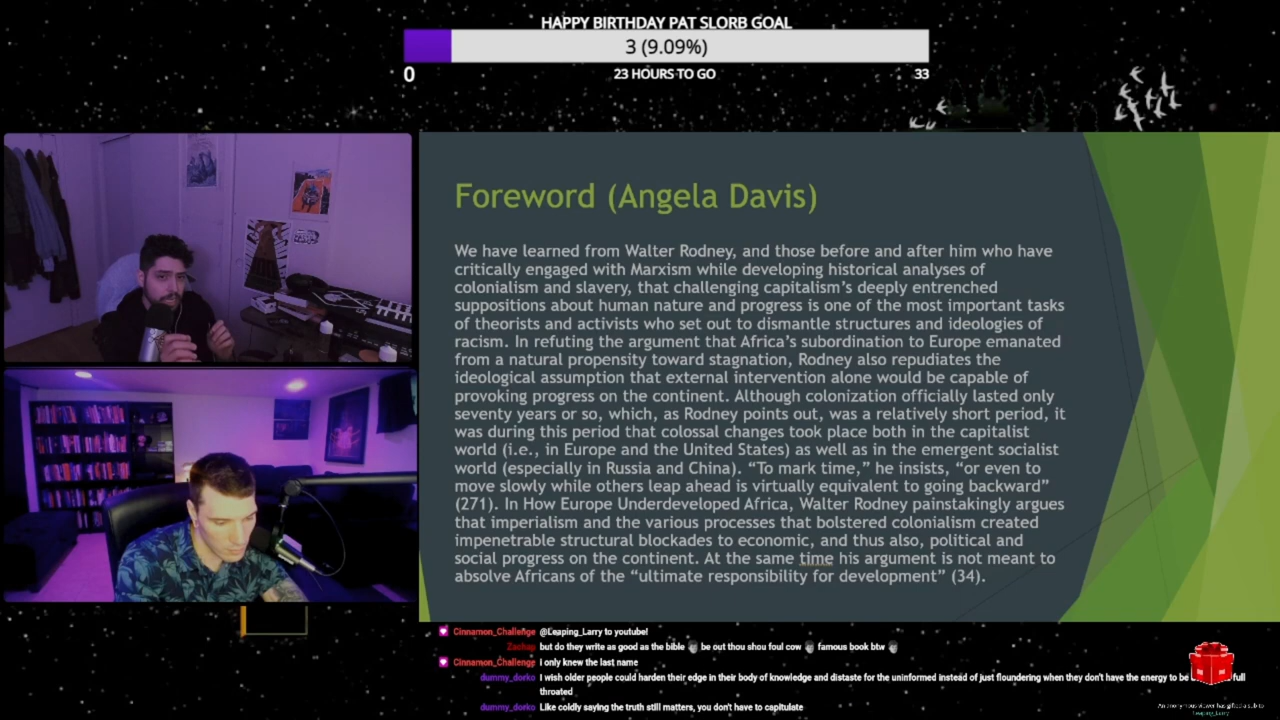 HAPPY BIRTHDAY PAT SLORB GOAL
3 (9.09%)
0
23 HOURS TO GO
33
Foreword (Angela Davis)
We have learned from Walter Rodney, and those before and after him who have
critically engaged with Marxism while developing historical analyses of
colonialism and slavery, that challenging capitalism's deeply entrenched
suppositions about human nature and progress is one of the most important tasks
of theorists and activists who set out to dismantle structures and ideologies of
racism. In refuting the argument that Africa's subordination to Europe emanated
from a natural propensity toward stagnation, Rodney also repudiates the
ideological assumption that external intervention alone would be capable of
provoking progress on the continent. Although colonization officially lasted only
seventy years or so, which, as Rodney points out, was a relatively short period, it
was during this period that colossal changes took place both in the capitalist
world (i.e., in Europe and the United States) as well as in the emergent socialist
world (especially in Russia and China). “To mark time,” he insists, “or even to
move slowly while others leap ahead is virtually equivalent to going backward”
(271). In How Europe Underdeveloped Africa, Walter Rodney painstakingly argues
that imperialism and the various processes that bolstered colonialism created
impenetrable structural blockades to economic, and thus also, political and
social progress on the continent. At the same time his argument is not meant to
absolve Africans of the “ultimate responsibility for development” (34).
Cinnamon_Challenge @Leaping_Larry to youtube!
but do they write as good as the bible be out thou shou foul cow famous book btw
Cinnamon_Challenge i only knew the last name
dummy_dorko I wish older people could harden their edge in their body of knowledge and distaste for the uninformed instead of just floundering when they don't have the energy to be full
throated
dummy_dorko Like coldly saying the truth still matters, you don't have to capitulate
An anonymous viewer has gifted a sub to
Leaping_Larry